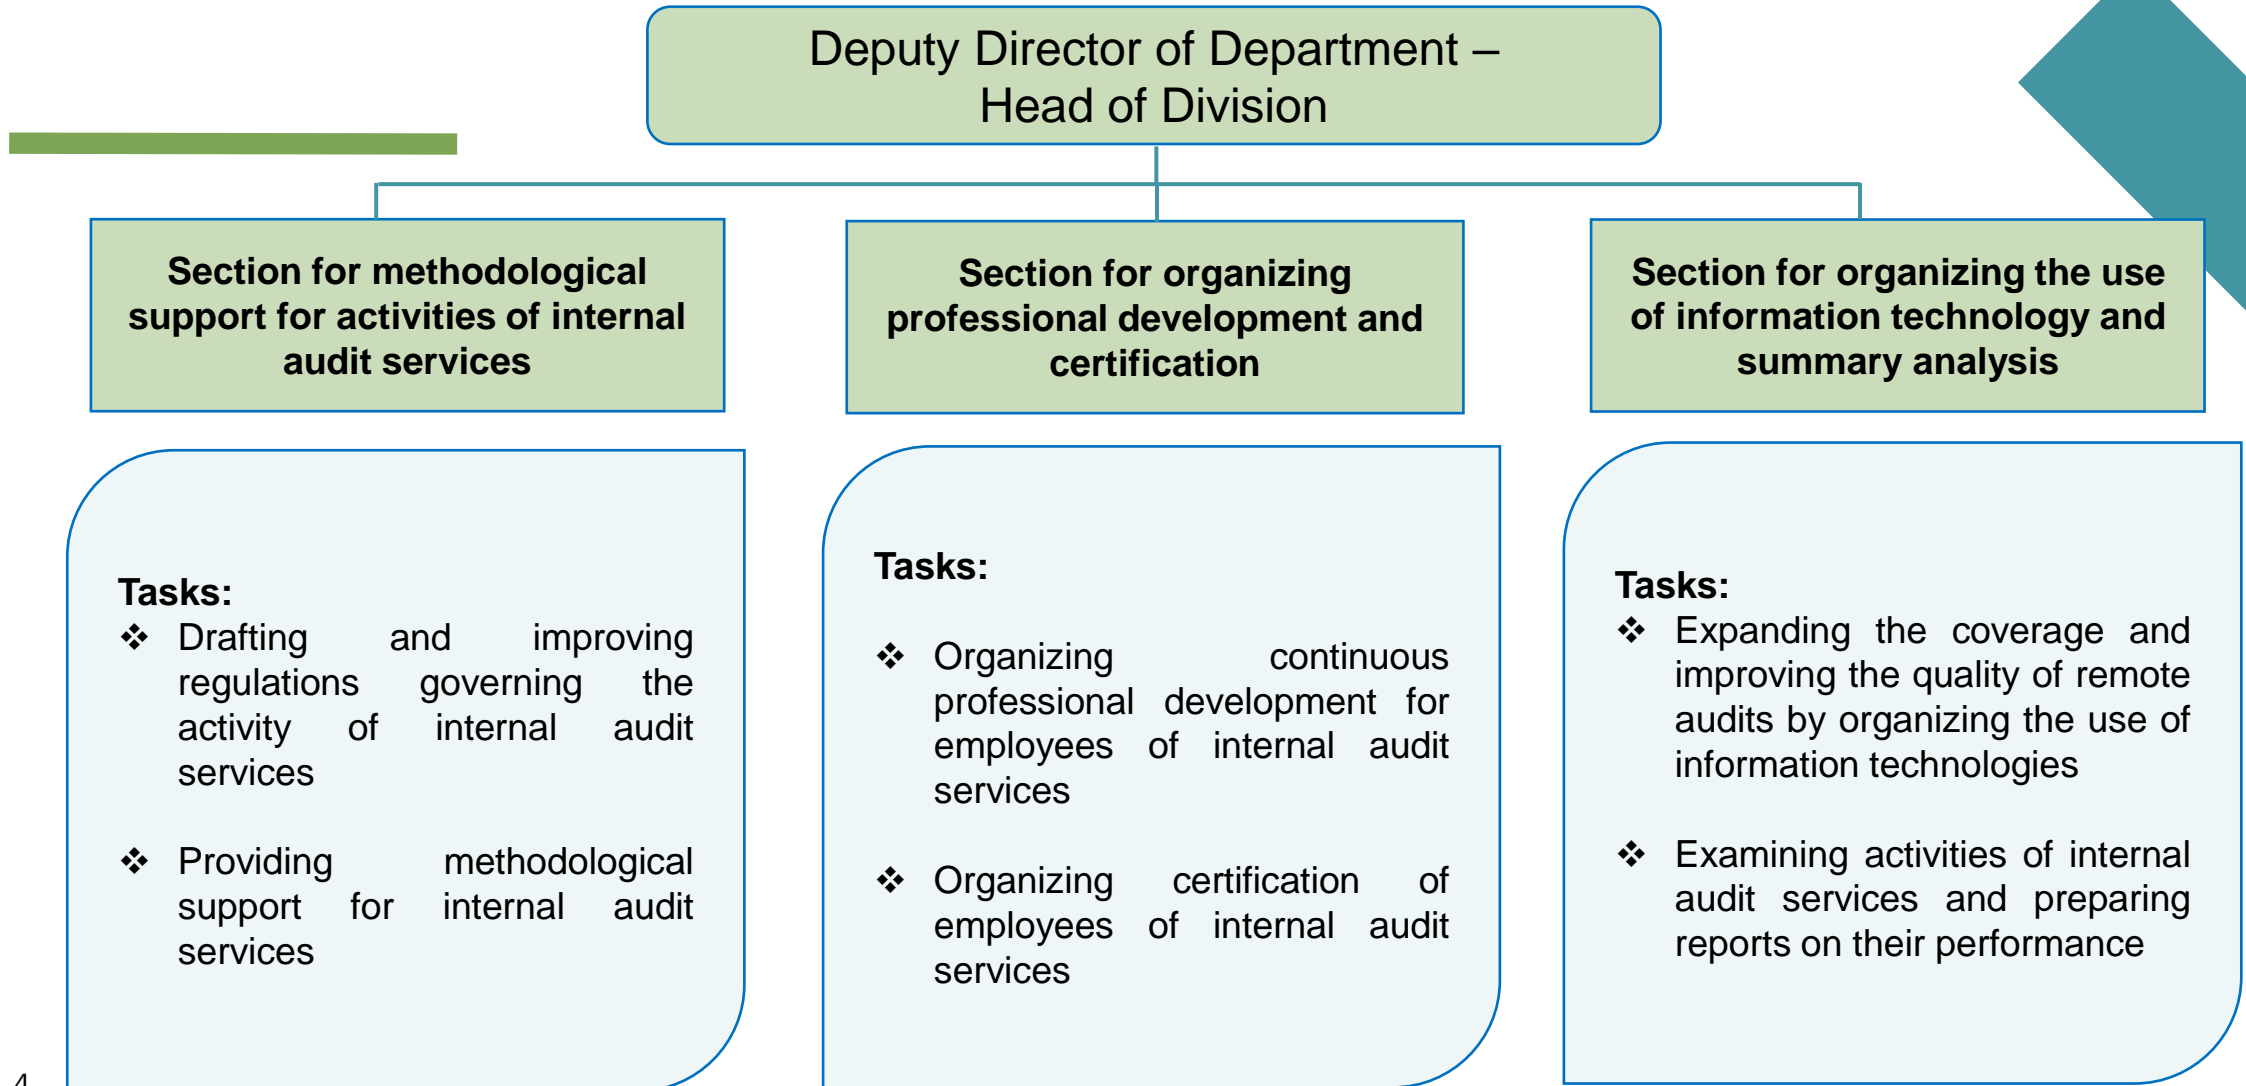 Deputy Director of Department –
Head of Division
Section for methodological
support for activities of internal
audit services
Section for organizing
professional development and
certification
Section for organizing the use
of information technology and
summary analysis
Tasks:
❖ Drafting and improving
regulations governing the
activity of internal audit
services
❖ Providing methodological
support for internal audit
services
Tasks:
❖ Organizing continuous
professional development for
employees of internal audit
services
❖ Organizing certification of
employees of internal audit
services
Tasks:
❖ Expanding the coverage and
improving the quality of remote
audits by organizing the use of
information technologies
❖ Examining activities of internal
audit services and preparing
reports on their performance
4